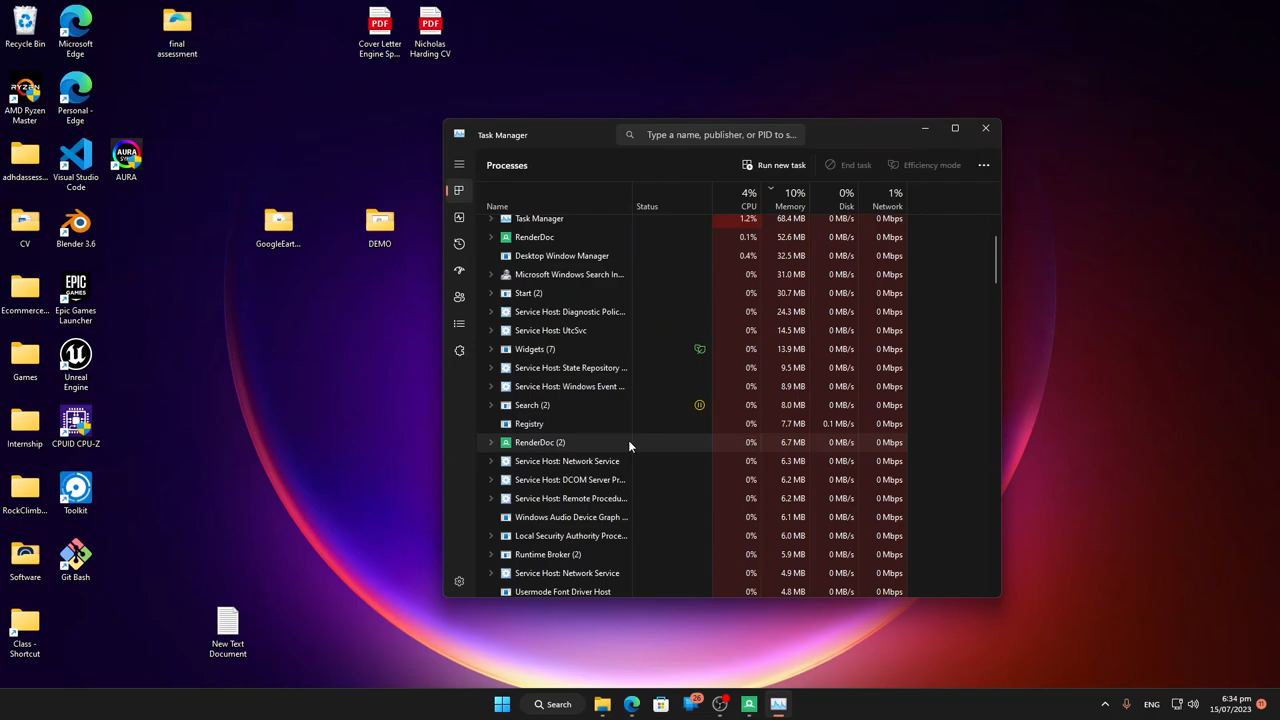 Recycle Bin
Microsoft
Edge
final
assessment
PDF
Cover Letter
Engine Sp...
PDF
Nicholas
Harding CV
RYZEN
AMD Ryzen
Master
Personal -
Edge
adhdassess...
Visual Studio
Code
AURA
SYNC
AURA
CV
Blender 3.6
GoogleEart...
DEMO
Ecommerce...
EPIC
GAMES
Epic Games
Launcher
Games
Unreal
Engine
Internship
CPUID CPU-Z
RockClimb...
Toolkit
Software
Git Bash
Class -
Shortcut
New Text
Document
Task Manager
Type a name, publisher, or PID to s...
Processes
Run new task
End task
Efficiency mode
4% 10% 0% 1%
Name Status CPU Memory Disk Network
Task Manager 1.2% 68.4 MB 0 MB/s 0 Mbps
RenderDoc 0.1% 52.6 MB 0 MB/s 0 Mbps
Desktop Window Manager 0.4% 32.5 MB 0 MB/s 0 Mbps
Microsoft Windows Search In... 0% 31.0 MB 0 MB/s 0 Mbps
Start (2) 0% 30.7 MB 0 MB/s 0 Mbps
Service Host: Diagnostic Polic... 0% 24.3 MB 0 MB/s 0 Mbps
Service Host: UtcSvc 0% 14.5 MB 0 MB/s 0 Mbps
Widgets (7) 0% 13.9 MB 0 MB/s 0 Mbps
Service Host: State Repository ... 0% 9.5 MB 0 MB/s 0 Mbps
Service Host: Windows Event ... 0% 8.9 MB 0 MB/s 0 Mbps
Search (2) 0% 8.0 MB 0 MB/s 0 Mbps
Registry 0% 7.7 MB 0.1 MB/s 0 Mbps
RenderDoc (2) 0% 6.7 MB 0 MB/s 0 Mbps
Service Host: Network Service 0% 6.3 MB 0 MB/s 0 Mbps
Service Host: DCOM Server Pr... 0% 6.2 MB 0 MB/s 0 Mbps
Service Host: Remote Procedu... 0% 6.2 MB 0 MB/s 0 Mbps
Windows Audio Device Graph ... 0% 6.1 MB 0 MB/s 0 Mbps
Local Security Authority Proce... 0% 6.0 MB 0 MB/s 0 Mbps
Runtime Broker (2) 0% 5.9 MB 0 MB/s 0 Mbps
Service Host: Network Service 0% 4.9 MB 0 MB/s 0 Mbps
Usermode Font Driver Host 0% 4.8 MB 0 MB/s 0 Mbps
Search
26
ENG
6:34 pm
15/07/2023
11